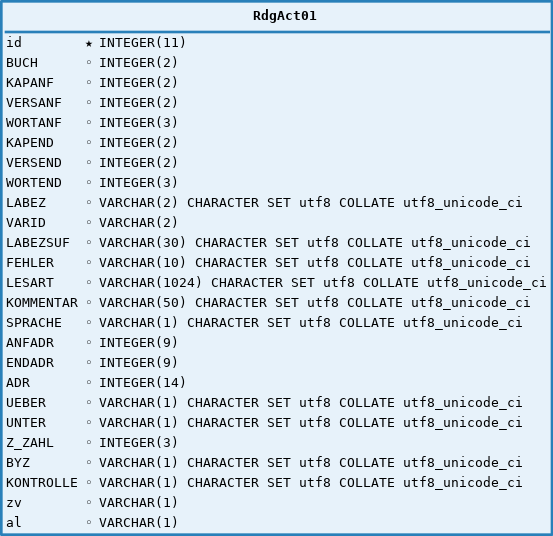 RdgAct01
id ★ INTEGER(11)
BUCH ◦ INTEGER(2)
KAPANF ◦ INTEGER(2)
VERSANF ◦ INTEGER(2)
WORTANF ◦ INTEGER(3)
KAPEND ◦ INTEGER(2)
VERSEND ◦ INTEGER(2)
WORTEND ◦ INTEGER(3)
LABEZ ◦ VARCHAR(2) CHARACTER SET utf8 COLLATE utf8_unicode_ci
VARID ◦ VARCHAR(2)
LABEZSUF ◦ VARCHAR(30) CHARACTER SET utf8 COLLATE utf8_unicode_ci
FEHLER ◦ VARCHAR(10) CHARACTER SET utf8 COLLATE utf8_unicode_ci
LESART ◦ VARCHAR(1024) CHARACTER SET utf8 COLLATE utf8_unicode_ci
KOMMENTAR ◦ VARCHAR(50) CHARACTER SET utf8 COLLATE utf8_unicode_ci
SPRACHE ◦ VARCHAR(1) CHARACTER SET utf8 COLLATE utf8_unicode_ci
ANFADR ◦ INTEGER(9)
ENDADR ◦ INTEGER(9)
ADR ◦ INTEGER(14)
UEBER ◦ VARCHAR(1) CHARACTER SET utf8 COLLATE utf8_unicode_ci
UNTER ◦ VARCHAR(1) CHARACTER SET utf8 COLLATE utf8_unicode_ci
Z_ZAHL ◦ INTEGER(3)
BYZ ◦ VARCHAR(1) CHARACTER SET utf8 COLLATE utf8_unicode_ci
KONTROLLE ◦ VARCHAR(1) CHARACTER SET utf8 COLLATE utf8_unicode_ci
zv ◦ VARCHAR(1)
al ◦ VARCHAR(1)